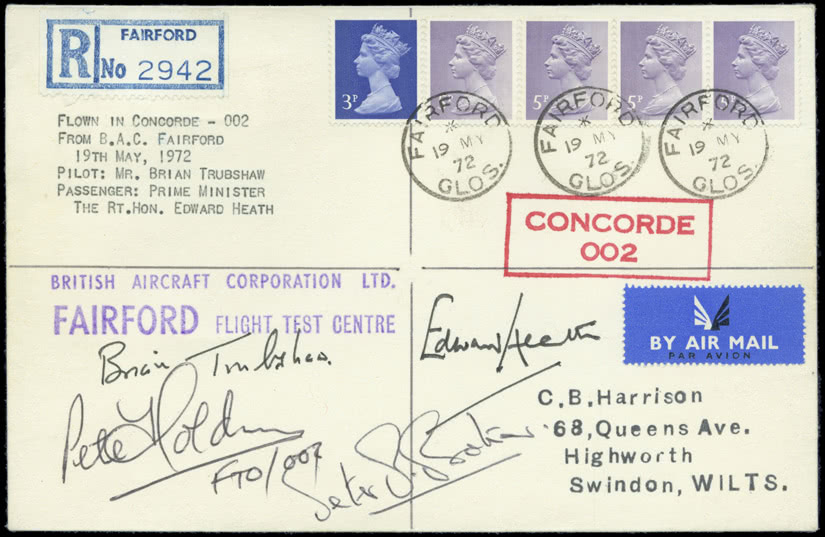 FAIRFORD
R No 2942
3P
5P
5P
5P
FAIRFORD
19 MY
72
GLOS.
FAIRFORD
19 MY
72
GLOS.
FAIRFORD
19 MY
72
GLOS.
FLOWN IN CONCORDE - 002
FROM B.A.C. FAIRFORD
19TH MAY, 1972
PILOT: MR. BRIAN TRUBSHAW
PASSENGER: PRIME MINISTER
THE RT.HON. EDWARD HEATH
CONCORDE
002
BRITISH AIRCRAFT CORPORATION LTD.
FAIRFORD FLIGHT TEST CENTRE
BY AIR MAIL
PAR AVION
Brian Trubshaw.
Edward Heath
Pete Holding
FTO/002
Peter
C.B.Harrison
68,Queens Ave.
Highworth
Swindon, WILTS.